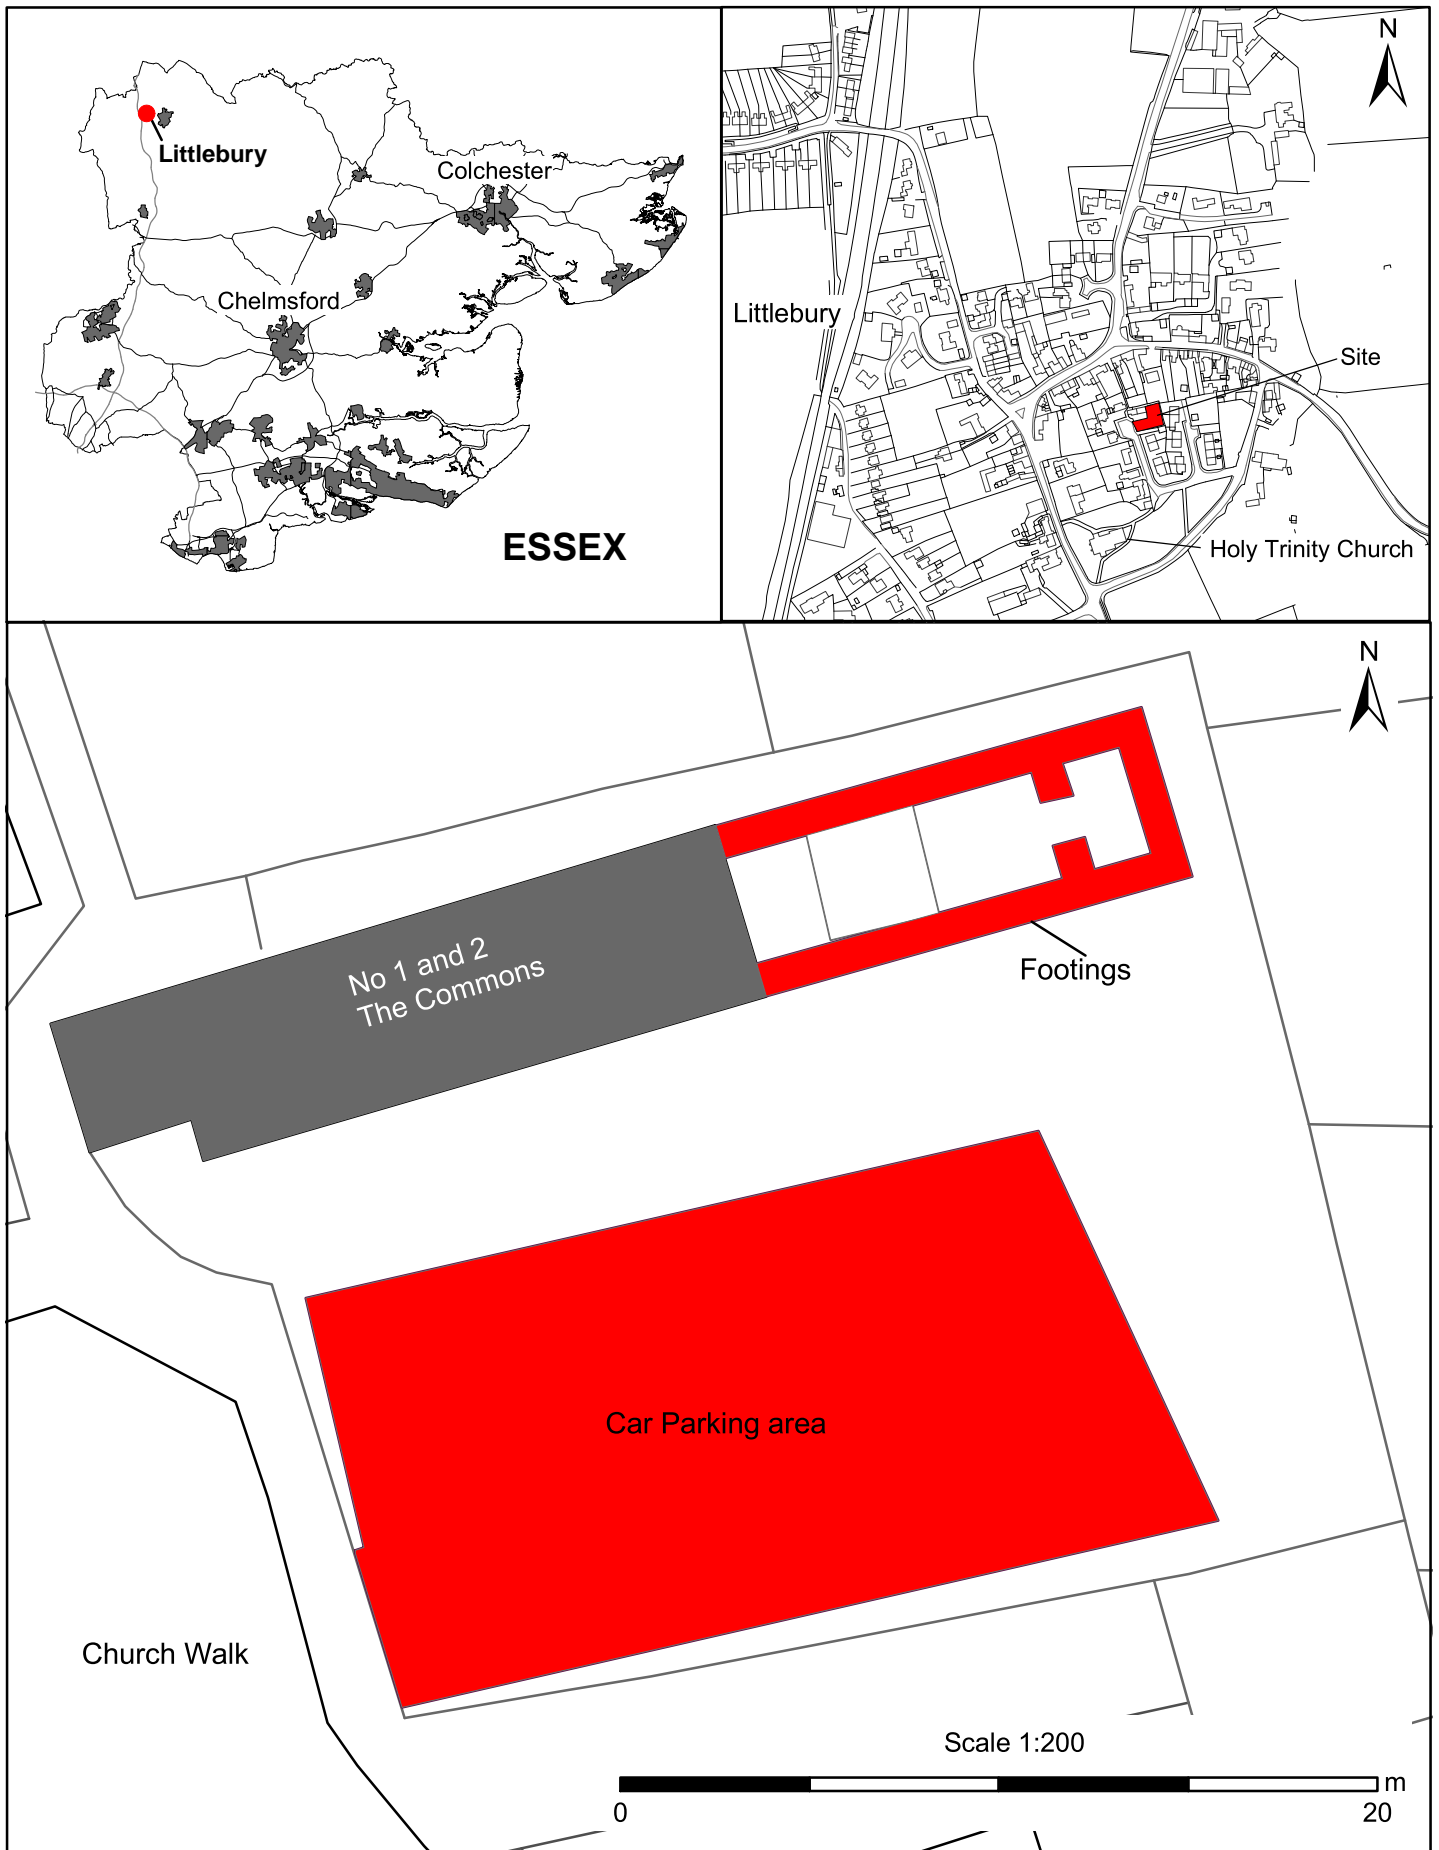 Littlebury
Colchester
Chelmsford
ESSEX
N
Littlebury
Site
Holy Trinity Church
N
No 1 and 2
The Commons
Footings
Car Parking area
Church Walk
Scale 1:200
m
0 20